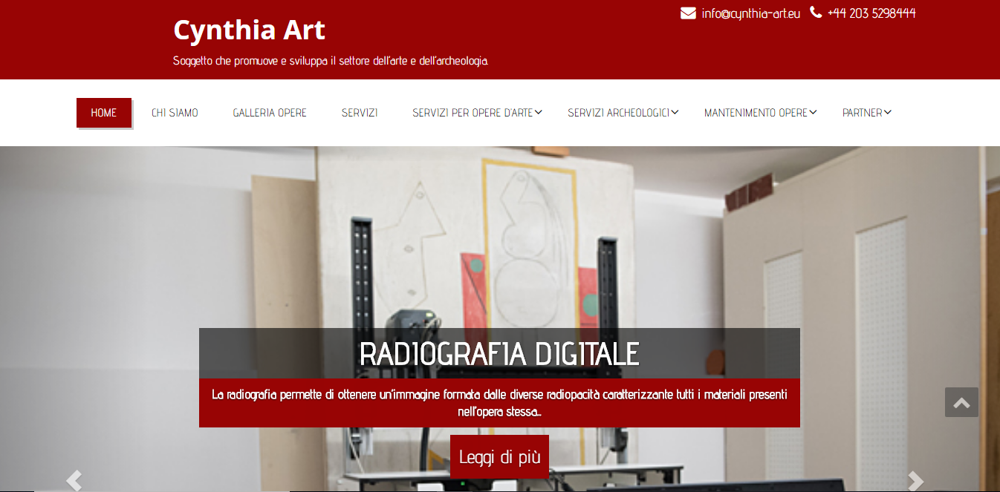 info@cynthia-art.eu +44 203 5298444
Cynthia Art
Soggetto che promuove e sviluppa il settore dell'arte e dell'archeologia.
HOME CHI SIAMO GALLERIA OPERE SERVIZI SERVIZI PER OPERE D'ARTE SERVIZI ARCHEOLOGICI MANTENIMENTO OPERE PARTNER
RADIOGRAFIA DIGITALE
La radiografia permette di ottenere un'immagine formata dalle diverse radiopacità caratterizzante tutti i materiali presenti
nell'opera stessa...
Leggi di più